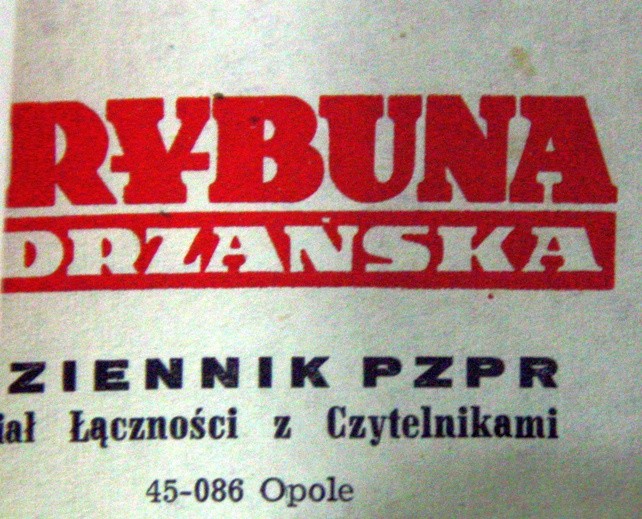 RYBUNA
DRZAŃSKA
ZIENNIK PZPR
iał Łączności z Czytelnikami
45-086 Opole